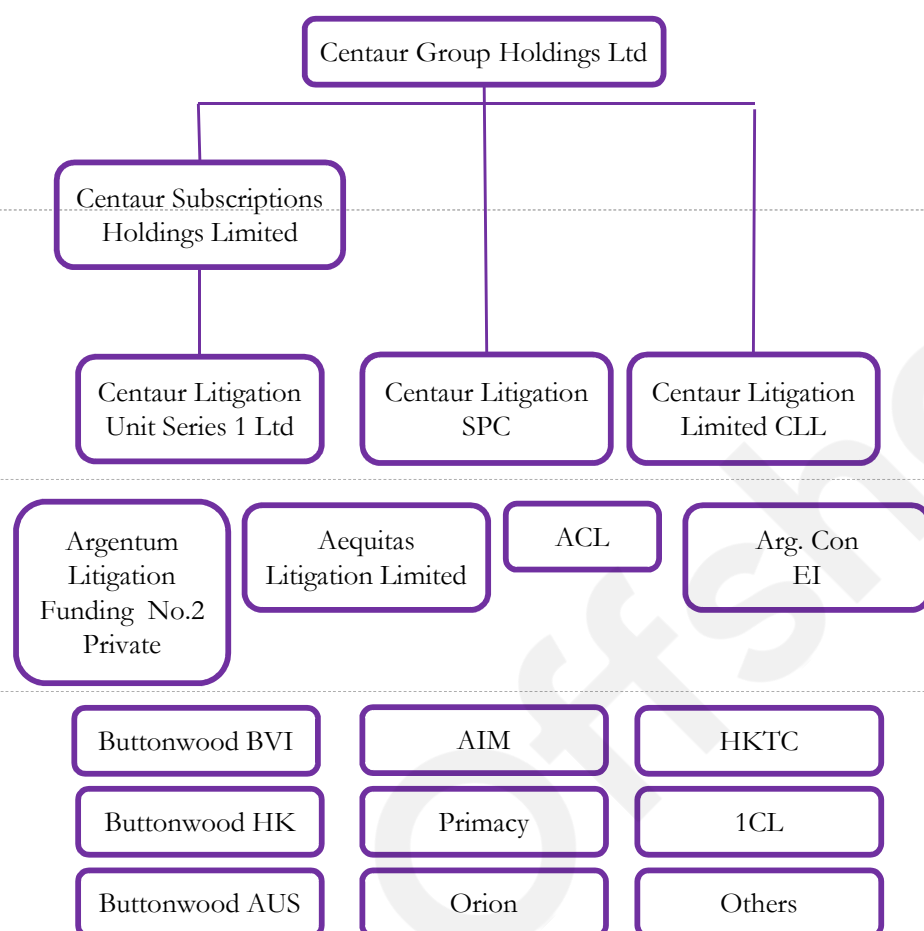 Centaur Group Holdings Ltd
Centaur Subscriptions
Holdings Limited
Centaur Litigation
Unit Series 1 Ltd
Centaur Litigation
SPC
Centaur Litigation
Limited CLL
Argentum
Litigation
Funding No.2
Private
Aequitas
Litigation Limited
ACL
Arg. Con
EI
Buttonwood BVI
AIM
HKTC
Buttonwood HK
Primacy
1CL
Buttonwood AUS
Orion
Others
Offsh